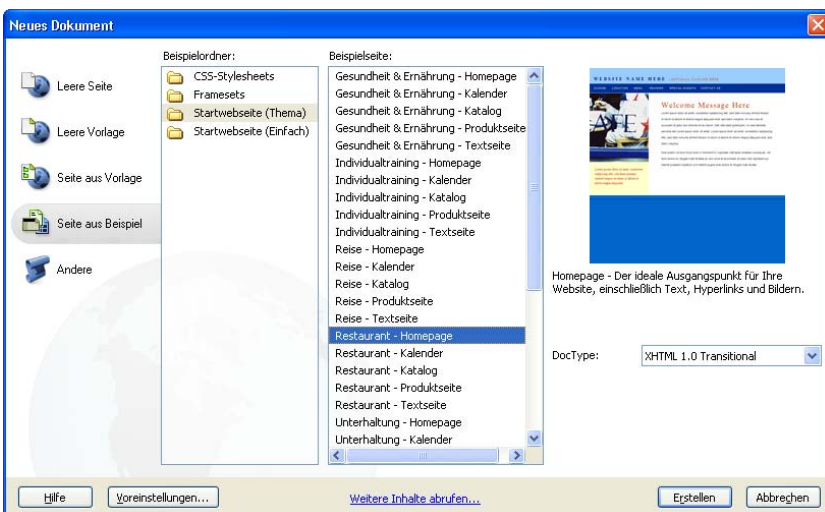 Neues Dokument
Leere Seite
Leere Vorlage
Seite aus Vorlage
Seite aus Beispiel
Andere
Beispielordner:
CSS-Stylesheets
Framesets
Startwebseite (Thema)
Startwebseite (Einfach)
Beispielseite:
Gesundheit & Ernährung - Homepage
Gesundheit & Ernährung - Kalender
Gesundheit & Ernährung - Katalog
Gesundheit & Ernährung - Produktseite
Gesundheit & Ernährung - Textseite
Individualtraining - Homepage
Individualtraining - Kalender
Individualtraining - Katalog
Individualtraining - Produktseite
Individualtraining - Textseite
Reise - Homepage
Reise - Kalender
Reise - Katalog
Reise - Produktseite
Reise - Textseite
Restaurant - Homepage
Restaurant - Kalender
Restaurant - Katalog
Restaurant - Produktseite
Restaurant - Textseite
Unterhaltung - Homepage
Unterhaltung - Kalender
WEBSITE NAME HERE
Welcome Message Here
Homepage - Der ideale Ausgangspunkt für Ihre
Website, einschließlich Text, Hyperlinks und Bildern.
DocType:
XHTML 1.0 Transitional
Hilfe
Voreinstellungen...
Weitere Inhalte abrufen...
Erstellen
Abbrechen